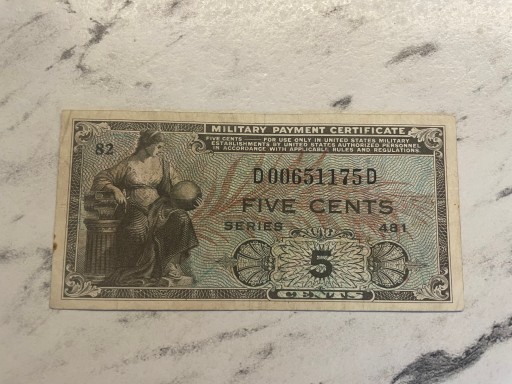 MILITARY PAYMENT CERTIFICATE
FIVE CENTS — FOR USE ONLY IN UNITED STATES MILITARY
ESTABLISHMENTS BY UNITED STATES AUTHORIZED PERSONNEL
IN ACCORDANCE WITH APPLICABLE RULES AND REGULATIONS.
82
D00651175D
FIVE CENTS
SERIES 481
5
CENTS